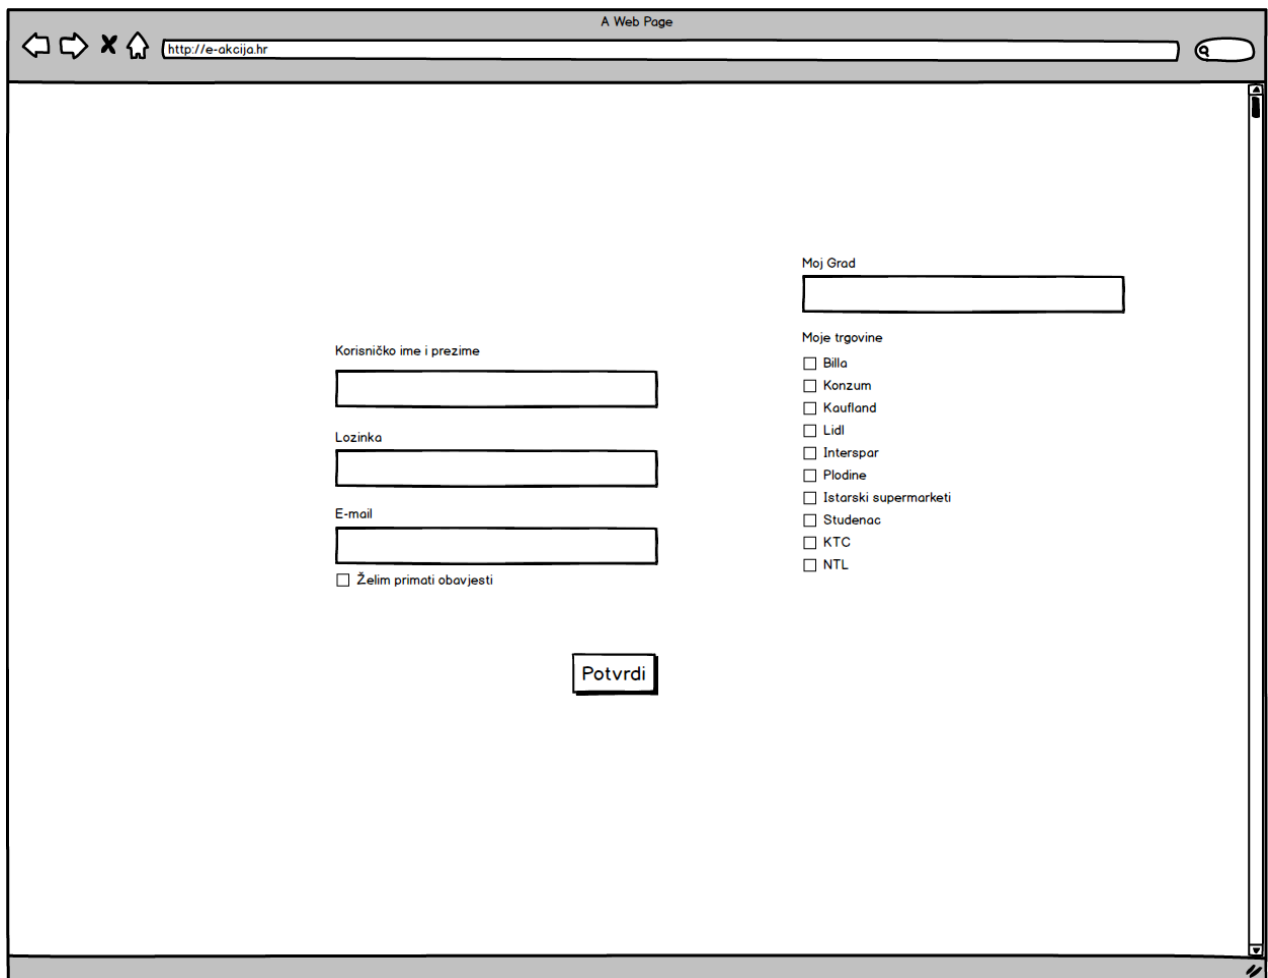 A Web Page
http://e-akcija.hr
Moj Grad
Korisničko ime i prezime
Lozinka
E-mail
Želim primati obavjesti
Potvrdi
Moje trgovine
Billa
Konzum
Kaufland
Lidl
Interspar
Plodine
Istarski supermarketi
Studenac
KTC
NTL